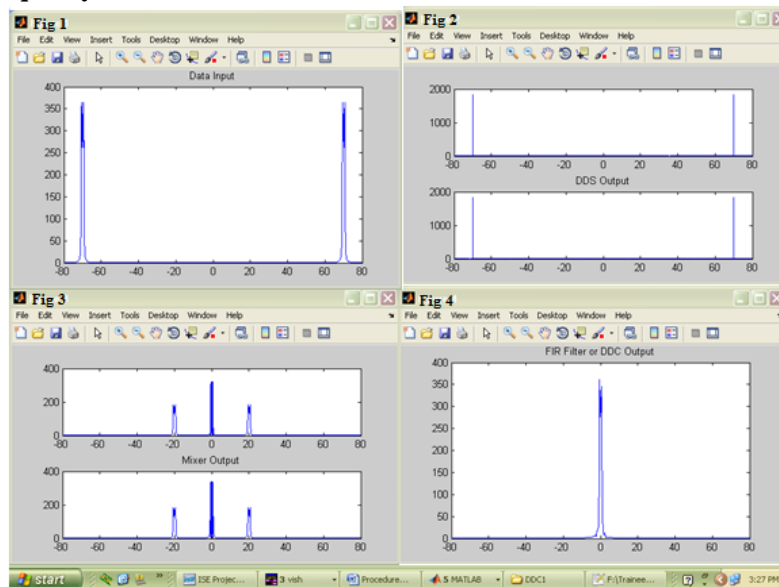 Fig 1
File Edit View Insert Tools Desktop Window Help
Data Input
400
350
300
250
200
150
100
50
0
-80 -60 -40 -20 0 20 40 60 80
Fig 2
File Edit View Insert Tools Desktop Window Help
2000
1000
0
-80 -60 -40 -20 0 20 40 60 80
DDS Output
2000
1000
0
-80 -60 -40 -20 0 20 40 60 80
Fig 3
File Edit View Insert Tools Desktop Window Help
400
200
0
-80 -60 -40 -20 0 20 40 60 80
Mixer Output
400
200
0
-80 -60 -40 -20 0 20 40 60 80
Fig 4
File Edit View Insert Tools Desktop Window Help
FIR Filter or DDC Output
400
350
300
250
200
150
100
50
0
-80 -60 -40 -20 0 20 40 60 80
start ISE Projec... 3 vish Procedure... 5 MATLAB DDC1 F:\Trainee... 3:27 PM